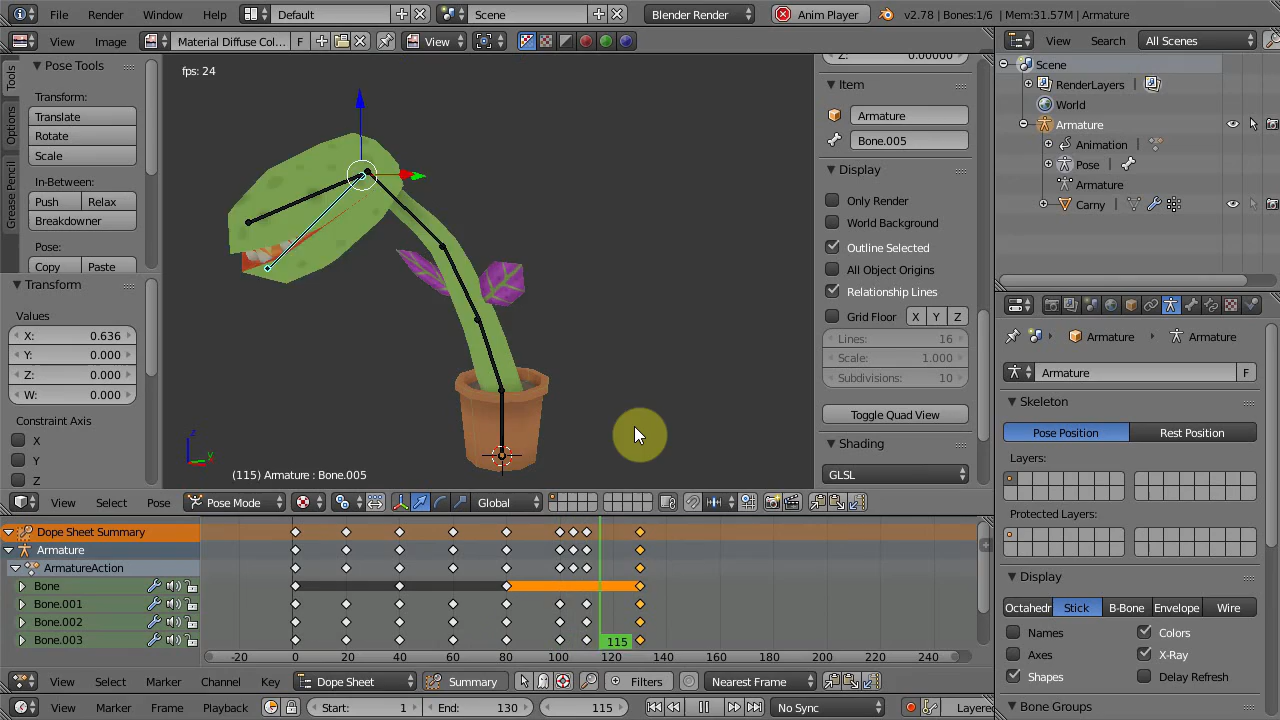 File Render Window Help Default Scene Blender Render Anim Player v2.78 | Bones:1/6 | Mem:31.57M | Armature
View Image Material Diffuse Col... F View
View Search All Scenes
fps: 24
Tools
Options
Grease Pencil
Pose Tools
Transform:
Translate
Rotate
Scale
In-Between:
Push Relax
Breakdowner
Pose:
Copy Paste
Transform
Values
X: 0.636
Y: 0.000
Z: 0.000
W: 0.000
Constraint Axis
X
Y
Z
z
y
(115) Armature : Bone.005
Z: 0.00000
Item
Armature
Bone.005
Display
Only Render
World Background
Outline Selected
All Object Origins
Relationship Lines
Grid Floor X Y Z
Lines: 16
Scale: 1.000
Subdivisions: 10
Toggle Quad View
Shading
GLSL
Scene
RenderLayers
World
Armature
Animation
Pose
Armature
Carny
Armature Armature
Armature F
Skeleton
Pose Position Rest Position
Layers:
Protected Layers:
Display
Octahedr Stick B-Bone Envelope Wire
Names Colors
Axes X-Ray
Shapes Delay Refresh
Bone Groups
View Select Pose Pose Mode Global
Dope Sheet Summary
Armature
ArmatureAction
Bone
Bone.001
Bone.002
Bone.003
115
-20 0 20 40 60 80 100 120 140 160 180 200 220 240
View Select Marker Channel Key Dope Sheet Summary Filters Nearest Frame
View Marker Frame Playback Start: 1 End: 130 115 No Sync Layere